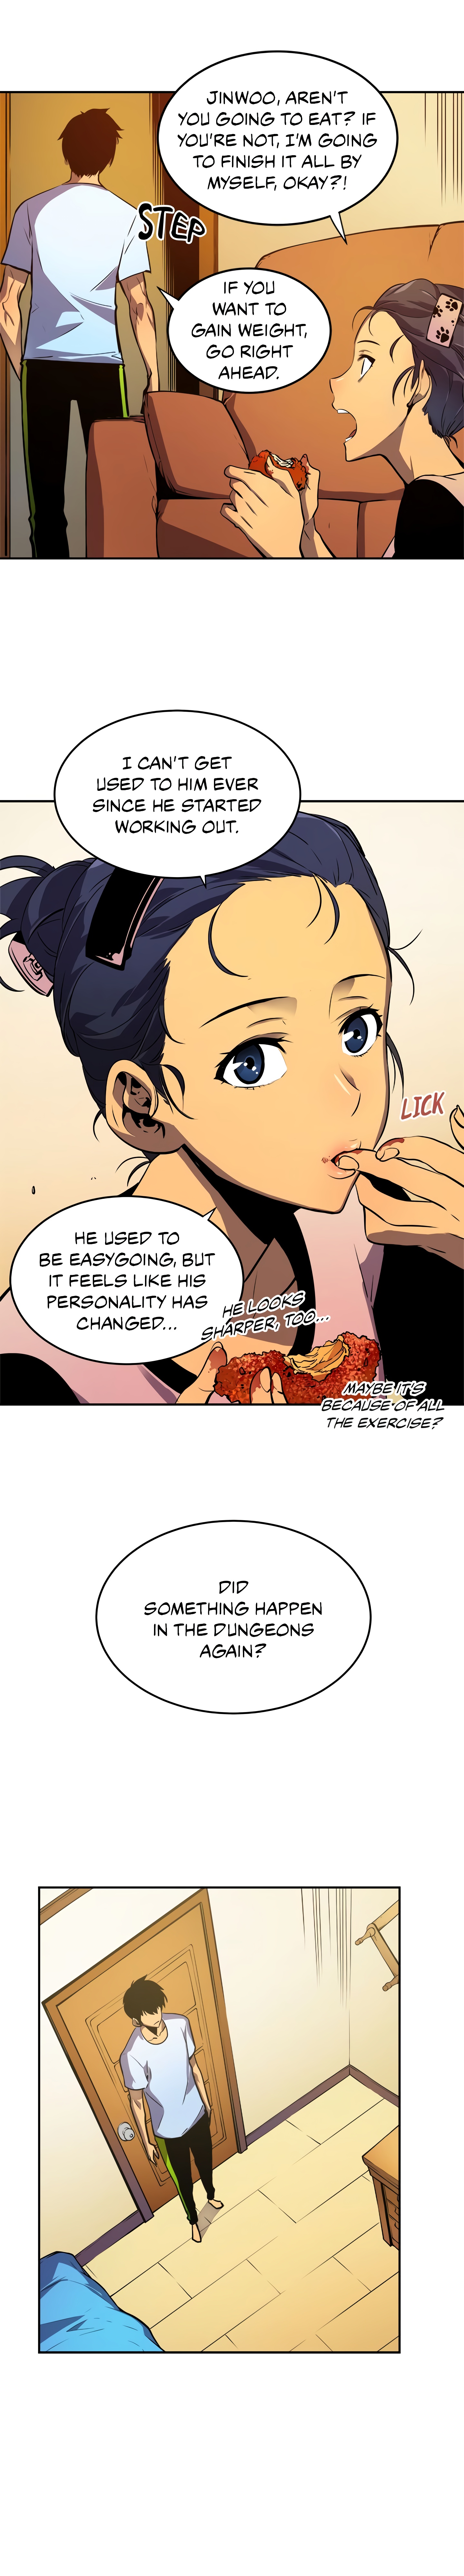 JINWOO, AREN'T
YOU GOING TO EAT? IF
YOU'RE NOT, I'M GOING
TO FINISH IT ALL BY
MYSELF, OKAY?!
STEP
IF YOU
WANT TO
GAIN WEIGHT,
GO RIGHT
AHEAD.
I CAN'T GET
USED TO HIM EVER
SINCE HE STARTED
WORKING OUT.
LICK
HE USED TO
BE EASYGOING, BUT
IT FEELS LIKE HIS
PERSONALITY HAS
CHANGED...
HE LOOKS
SHARPER, TOO...
MAYBE IT'S
BECAUSE OF ALL
THE EXERCISE?
DID
SOMETHING HAPPEN
IN THE DUNGEONS
AGAIN?